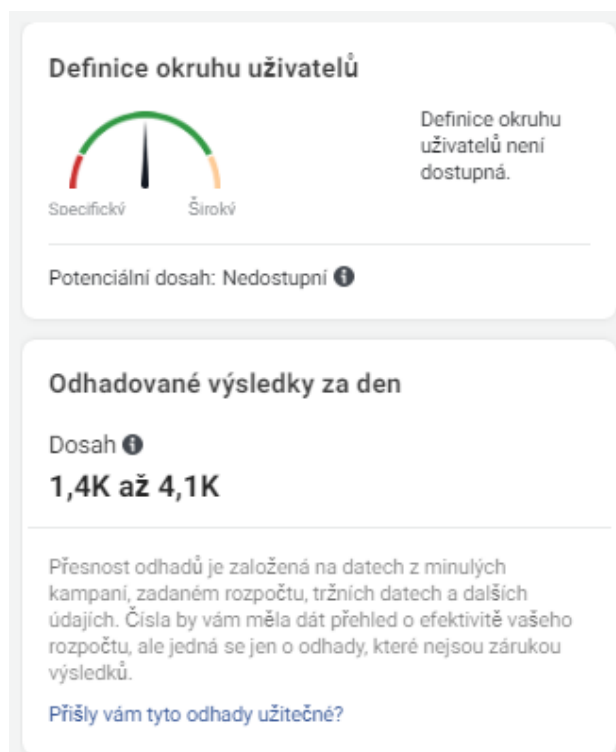 Definice okruhu uživatelů
Definice okruhu
uživatelů není
dostupná.
Specifický
Široký
Potenciální dosah: Nedostupní
Odhadované výsledky za den
Dosah
1,4K až 4,1K
Přesnost odhadů je založená na datech z minulých
kampaní, zadaném rozpočtu, tržních datech a dalších
údajích. Čísla by vám měla dát přehled o efektivitě vašeho
rozpočtu, ale jedná se jen o odhady, které nejsou zárukou
výsledků.
Přišly vám tyto odhady užitečné?